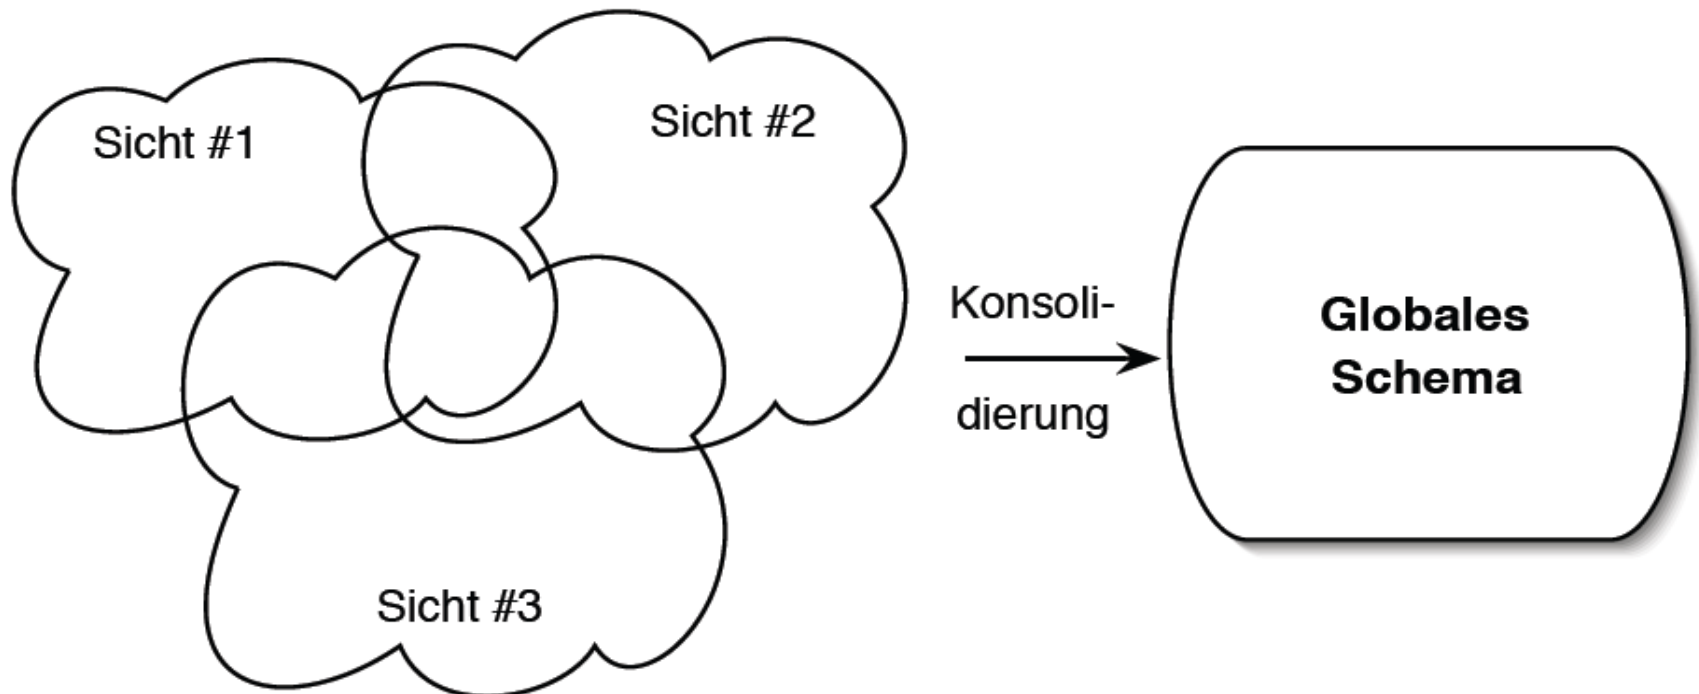 Sicht #1
Sicht #2
Sicht #3
Konsoli-
dierung
Globales
Schema